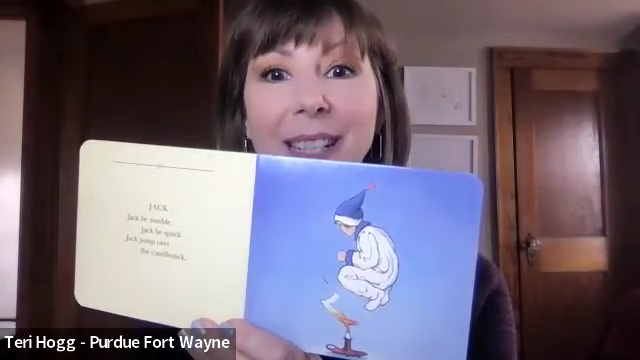 JACK
Jack be nimble,
Jack be quick,
Jack jump over
the candlestick.
Teri Hogg - Purdue Fort Wayne